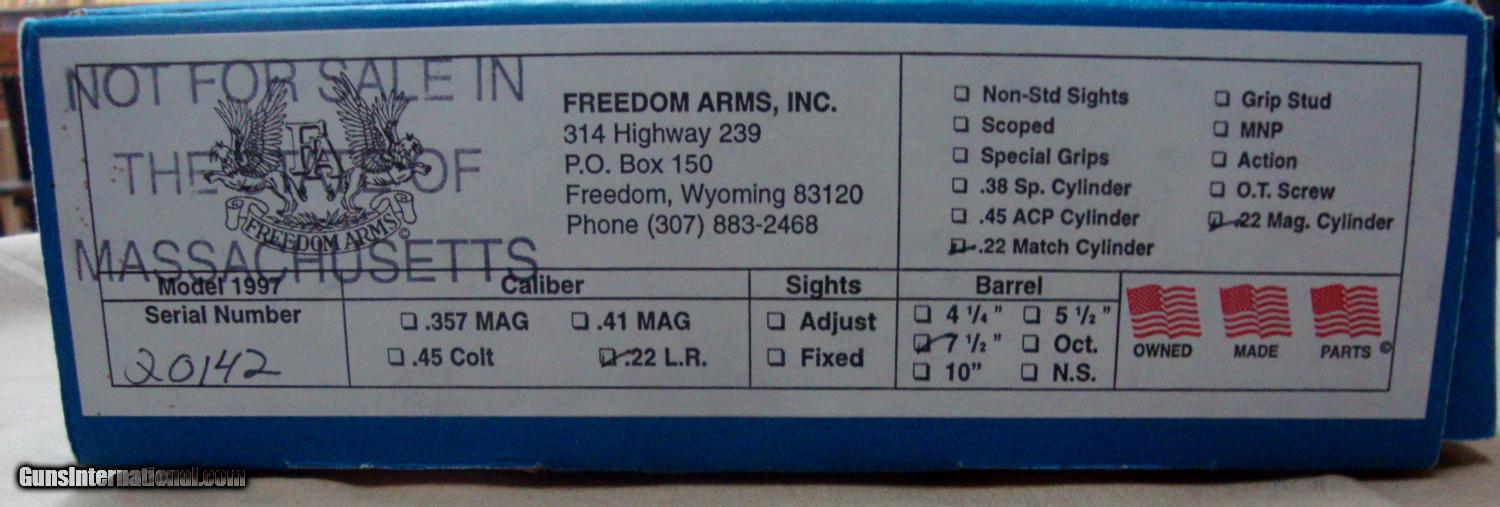 NOT FOR SALE IN
THE STATE OF
MASSACHUSETTS
FA
FREEDOM ARMS©
FREEDOM ARMS, INC.
314 Highway 239
P.O. Box 150
Freedom, Wyoming 83120
Phone (307) 883-2468
Non-Std Sights
Scoped
Special Grips
.38 Sp. Cylinder
.45 ACP Cylinder
.22 Match Cylinder
Grip Stud
MNP
Action
O.T. Screw
.22 Mag. Cylinder
Model 1997
Serial Number
20142
Caliber
.357 MAG .41 MAG
.45 Colt .22 L.R.
Sights
Adjust
Fixed
Barrel
4 1/4" 5 1/2"
7 1/2" Oct.
10" N.S.
OWNED MADE PARTS©
GunsInternational.com